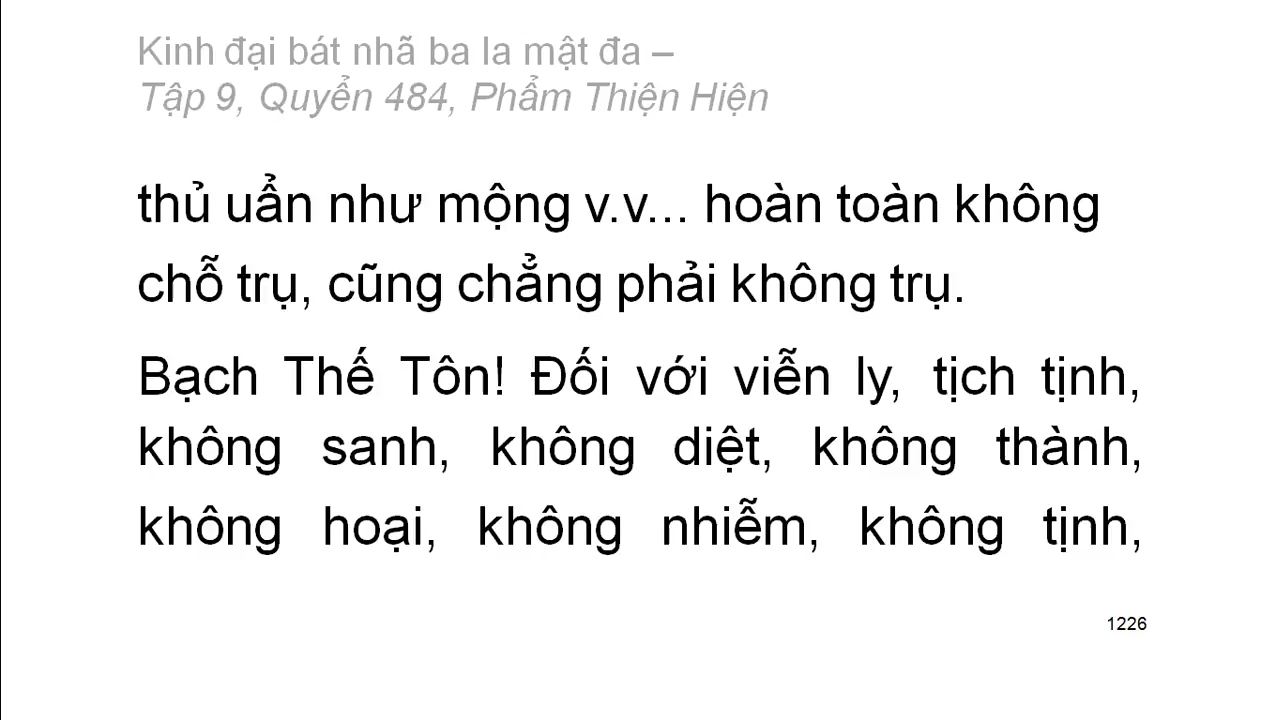 Kinh đại bát nhã ba la mật đa –
Tập 9, Quyển 484, Phẩm Thiện Hiện
thủ uẩn như mộng v.v... hoàn toàn không
chỗ trụ, cũng chẳng phải không trụ.
Bạch Thế Tôn! Đối với viễn ly, tịch tịnh,
không sanh, không diệt, không thành,
không hoại, không nhiễm, không tịnh,
1226